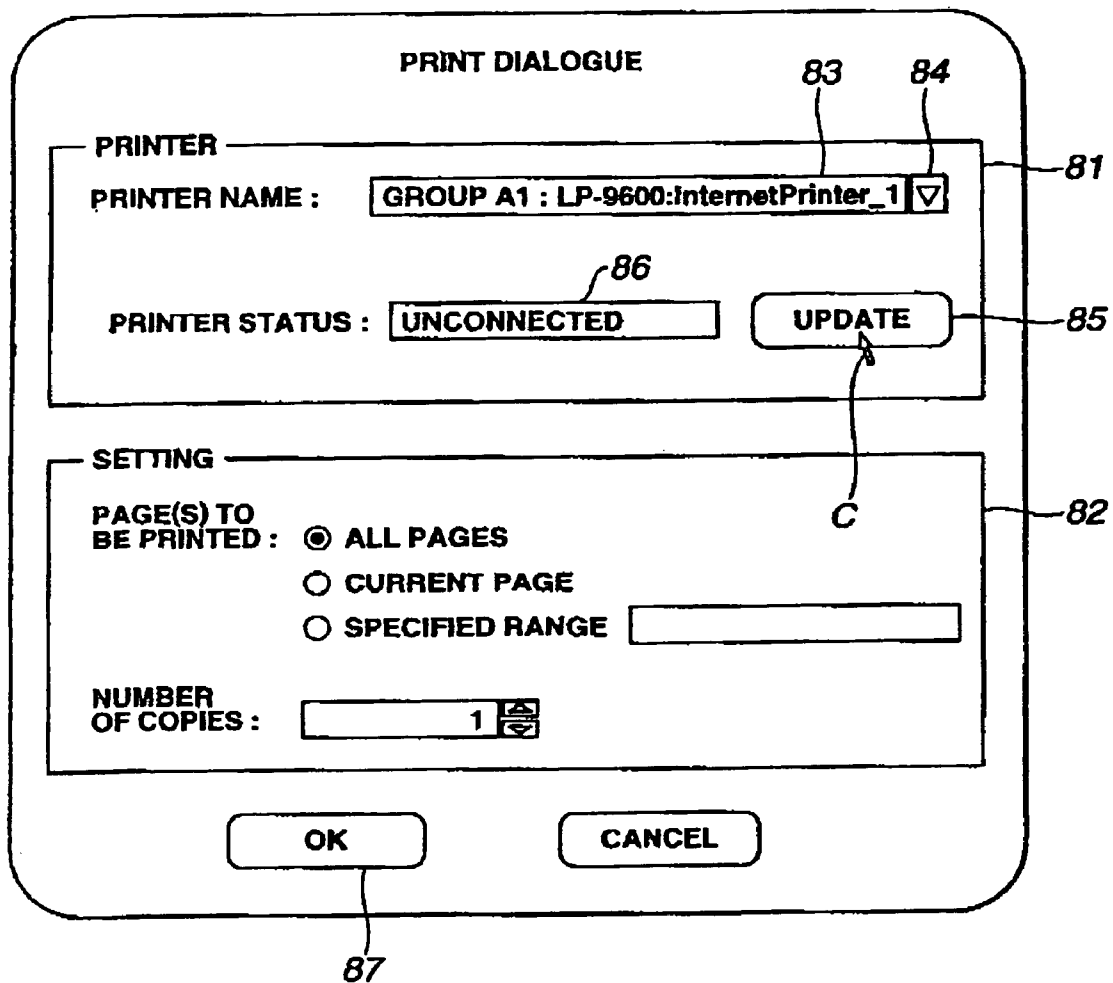 PRINT DIALOGUE
83
84
PRINTER
81
PRINTER NAME : GROUP A1 : LP-9600:InternetPrinter_1
86
PRINTER STATUS : UNCONNECTED UPDATE
85
C
SETTING
82
PAGE(S) TO
BE PRINTED : ALL PAGES
CURRENT PAGE
SPECIFIED RANGE
NUMBER
OF COPIES : 1
OK CANCEL
87